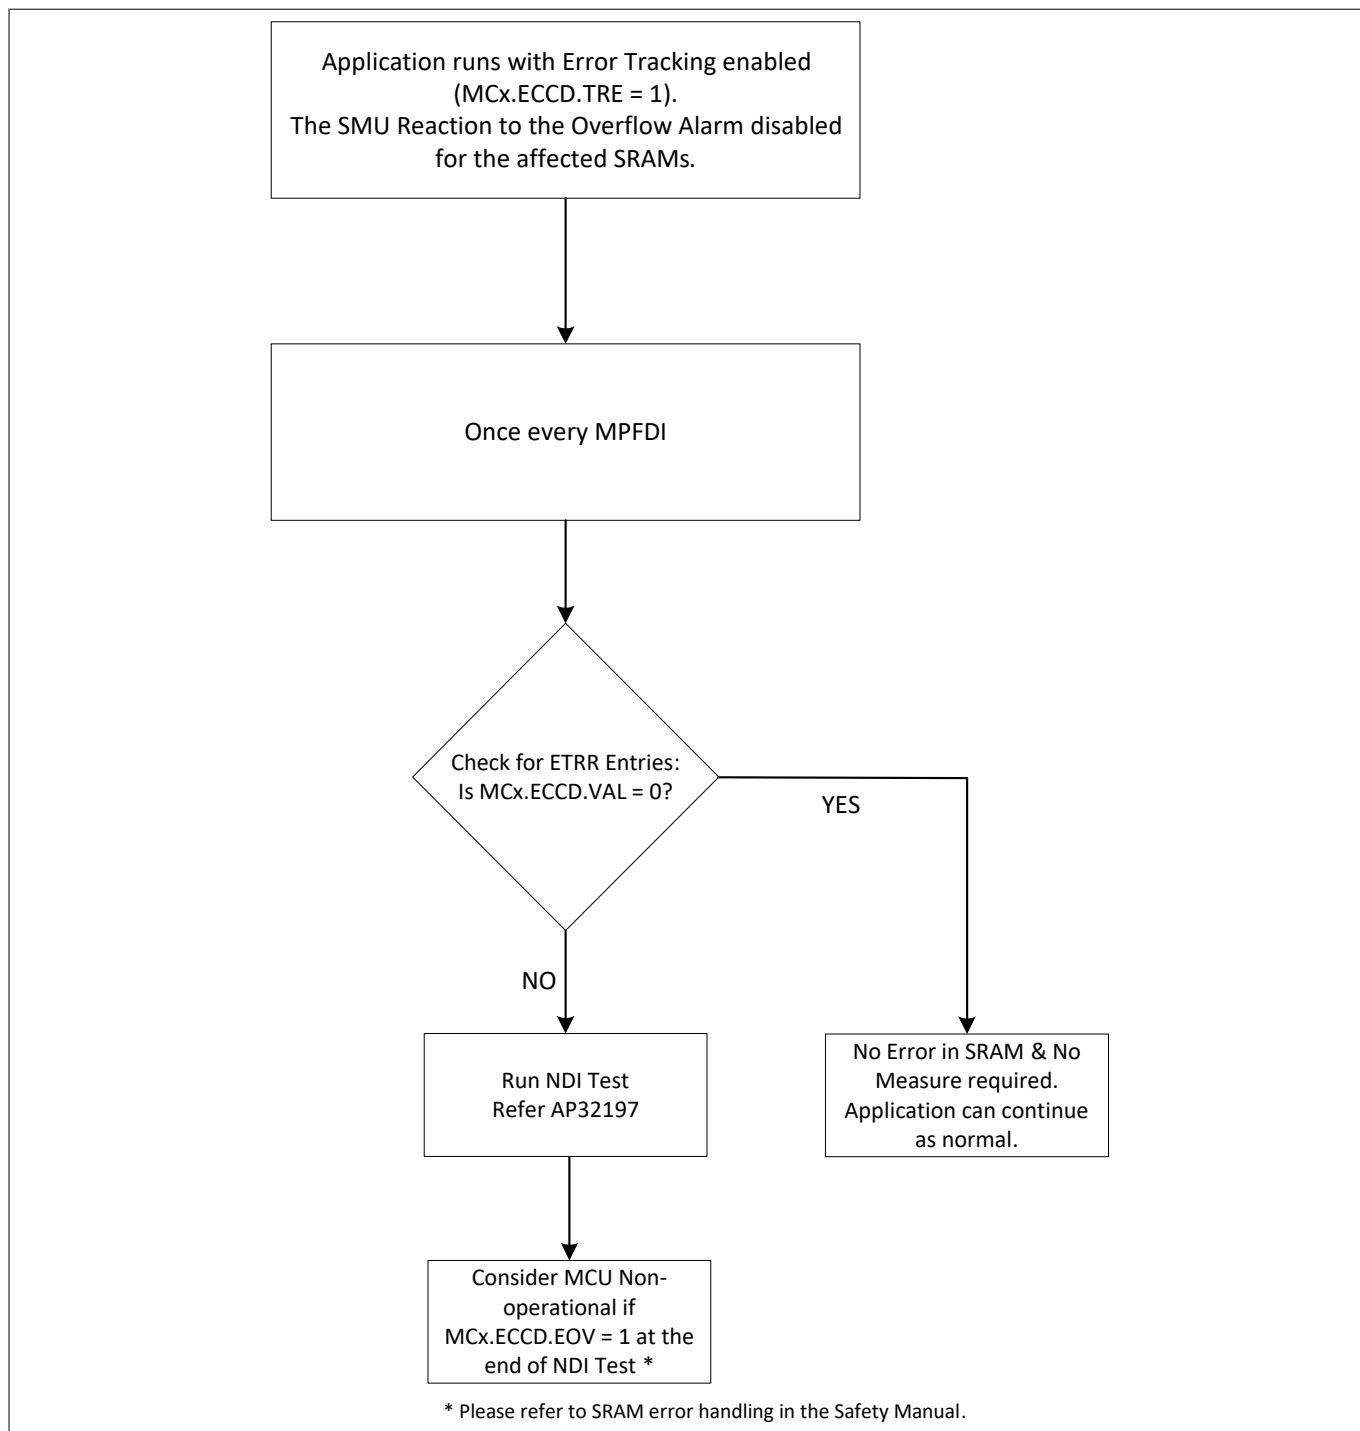 Application runs with Error Tracking enabled
(MCx.ECCD.TRE = 1).
The SMU Reaction to the Overflow Alarm disabled
for the affected SRAMs.
Once every MPFDI
Check for ETRR Entries:
Is MCx.ECCD.VAL = 0?
YES
NO
Run NDI Test
Refer AP32197
No Error in SRAM & No
Measure required.
Application can continue
as normal.
Consider MCU Non-
operational if
MCx.ECCD.EOV = 1 at the
end of NDI Test *
* Please refer to SRAM error handling in the Safety Manual.